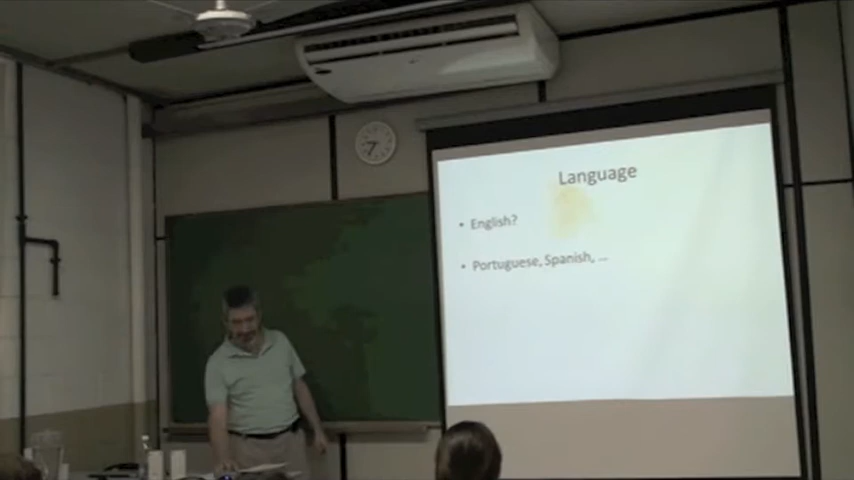 Language
• English?
• Portuguese, Spanish, ...